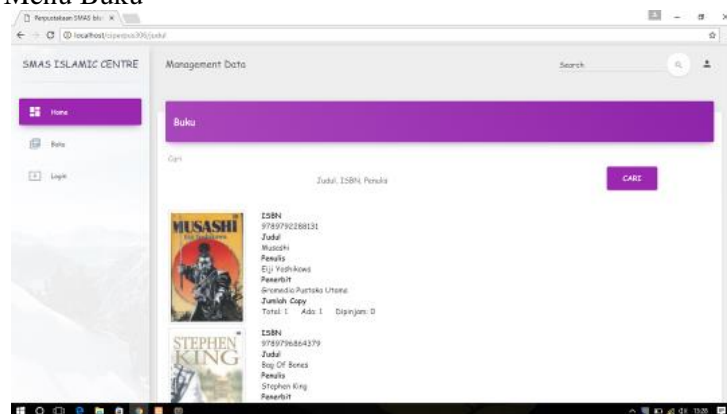 Menu Buku
Perpustakaan SMAS Isl
localhost
SMAS ISLAMIC CENTRE
Management Data
Search
Home
Buku
Buku
Login
Cari
Judul, ISBN, Penulis
CARI
MUSASHI
ISBN
9789792288131
Judul
Musashi
Penulis
Eiji Yoshikawa
Penerbit
Gramedia Pustaka Utama
Jumlah Copy
Total: 1 Ada: 1 Dipinjam: 0
STEPHEN
KING
ISBN
9789796864379
Judul
Bag Of Bones
Penulis
Stephen King
Penerbit